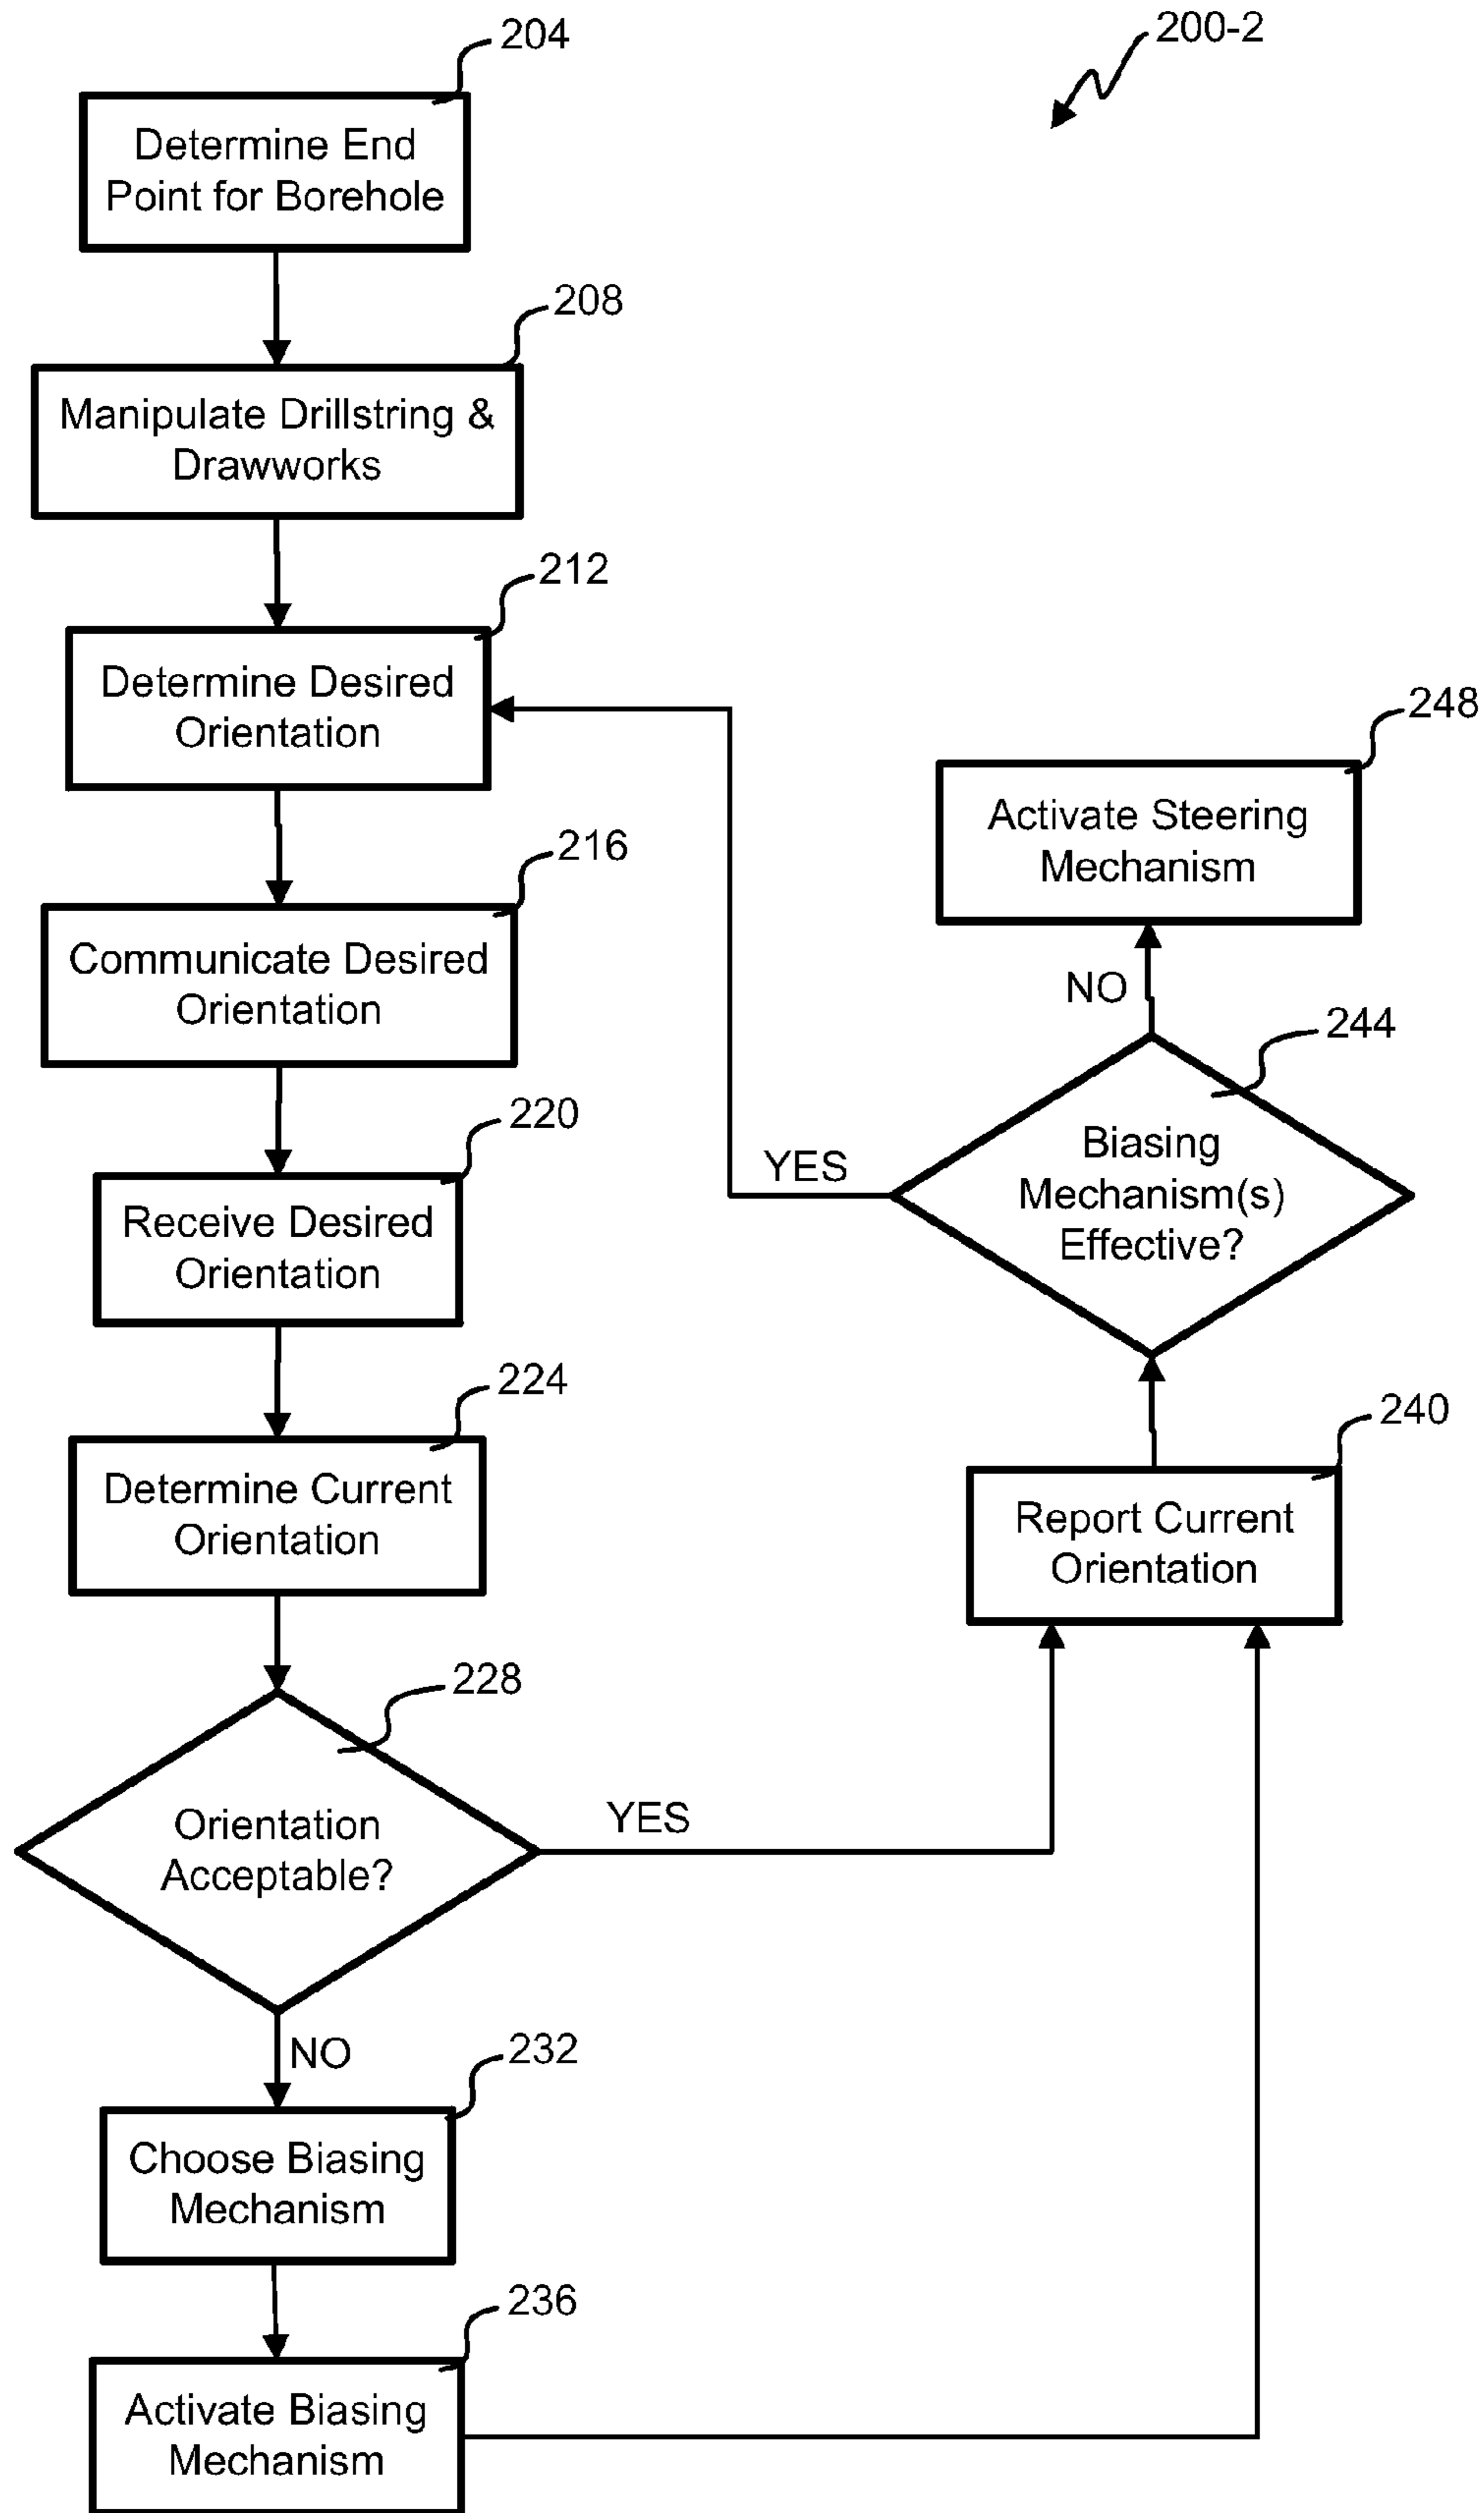 200-2
204
Determine End
Point for Borehole
208
Manipulate Drillstring &
Drawworks
212
Determine Desired
Orientation
216
Communicate Desired
Orientation
220
Receive Desired
Orientation
224
Determine Current
Orientation
228
Orientation
Acceptable?
YES
NO
232
Choose Biasing
Mechanism
236
Activate Biasing
Mechanism
240
Report Current
Orientation
244
Biasing
Mechanism(s)
Effective?
YES
NO
248
Activate Steering
Mechanism